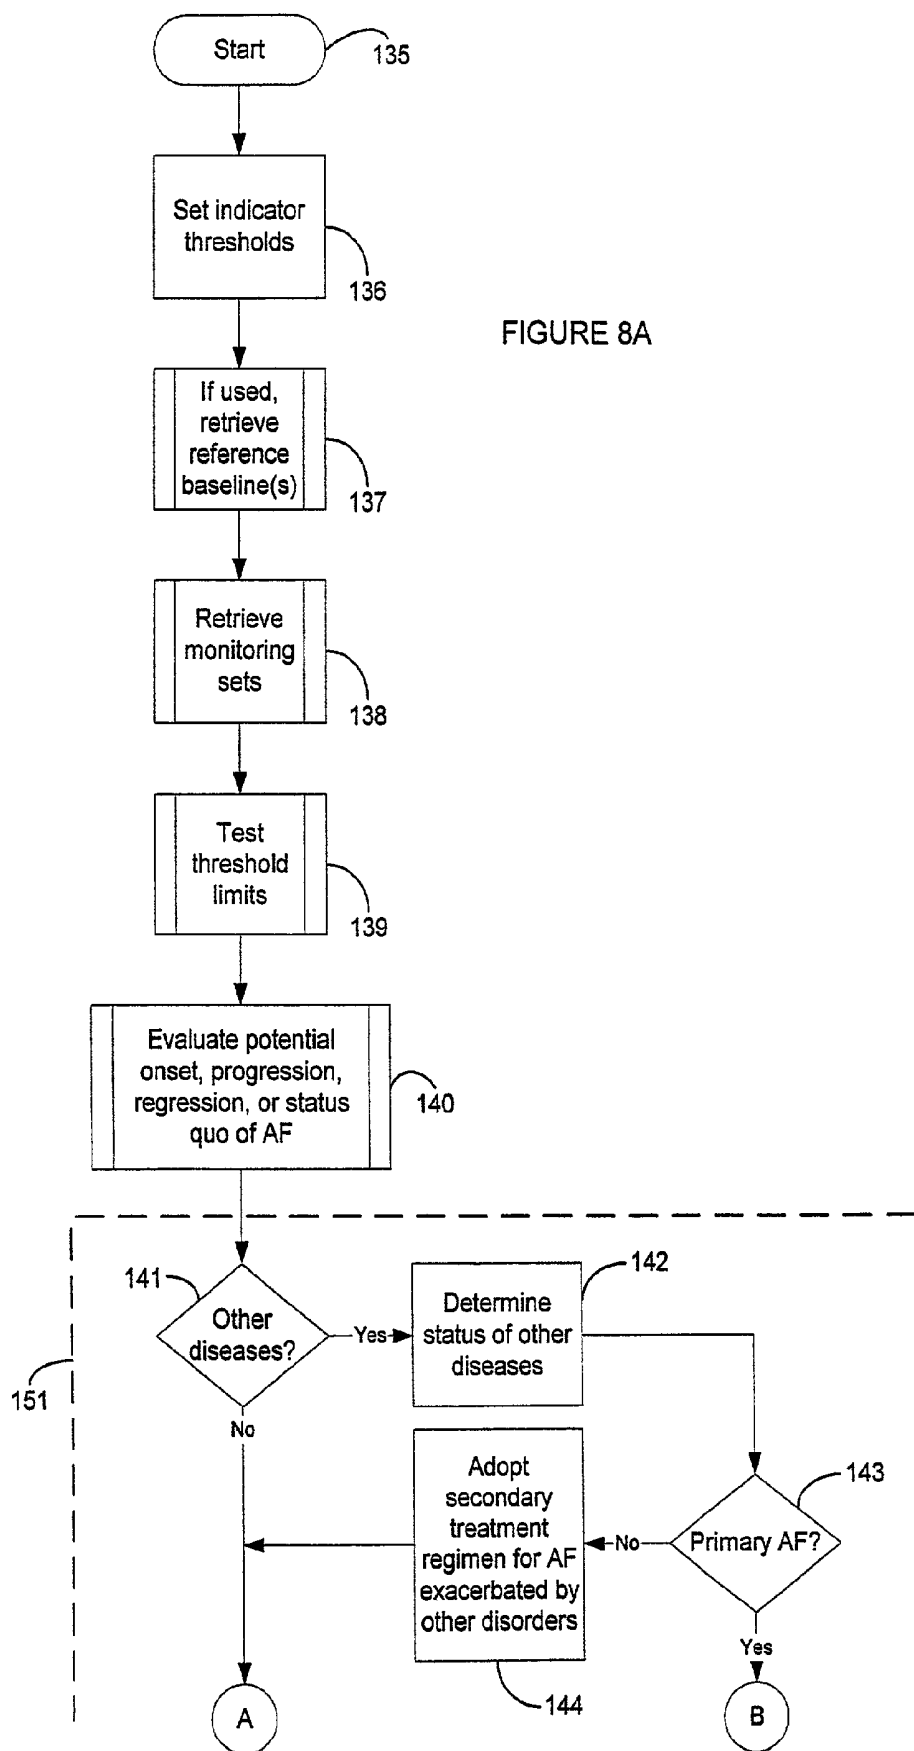 Start
135
Set indicator
thresholds
136
FIGURE 8A
If used,
retrieve
reference
baseline(s)
137
Retrieve
monitoring
sets
138
Test
threshold
limits
139
Evaluate potential
onset, progression,
regression, or status
quo of AF
140
141
Other
diseases?
Yes
Determine
status of other
diseases
142
151
No
Adopt
secondary
treatment
regimen for AF
exacerbated by
other disorders
144
No
Primary AF?
143
Yes
A
B